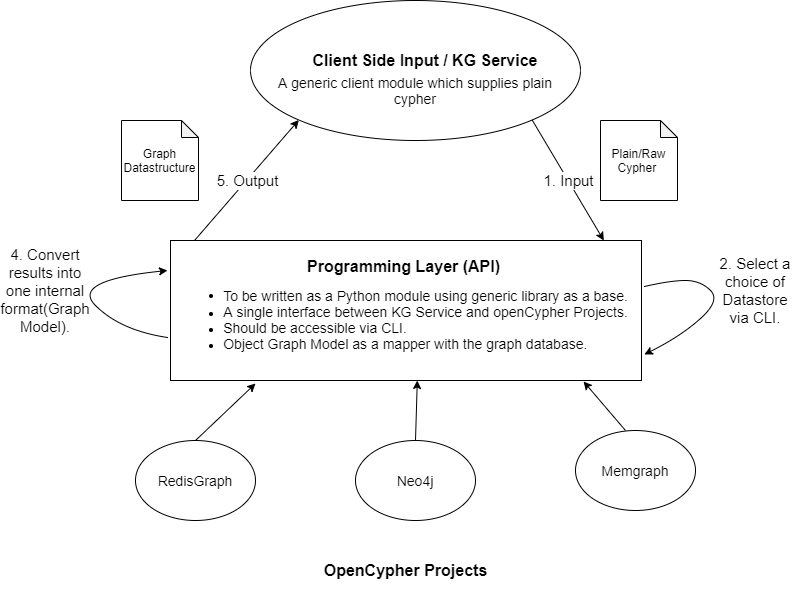 Client Side Input / KG Service
A generic client module which supplies plain
cypher
Graph
Datastructure
Plain/Raw
Cypher
5. Output
1. Input
4. Convert
results into
one internal
format(Graph
Model).
Programming Layer (API)
• To be written as a Python module using generic library as a base.
• A single interface between KG Service and openCypher Projects.
• Should be accessible via CLI.
• Object Graph Model as a mapper with the graph database.
2. Select a
choice of
Datastore
via CLI.
RedisGraph
Neo4j
Memgraph
OpenCypher Projects